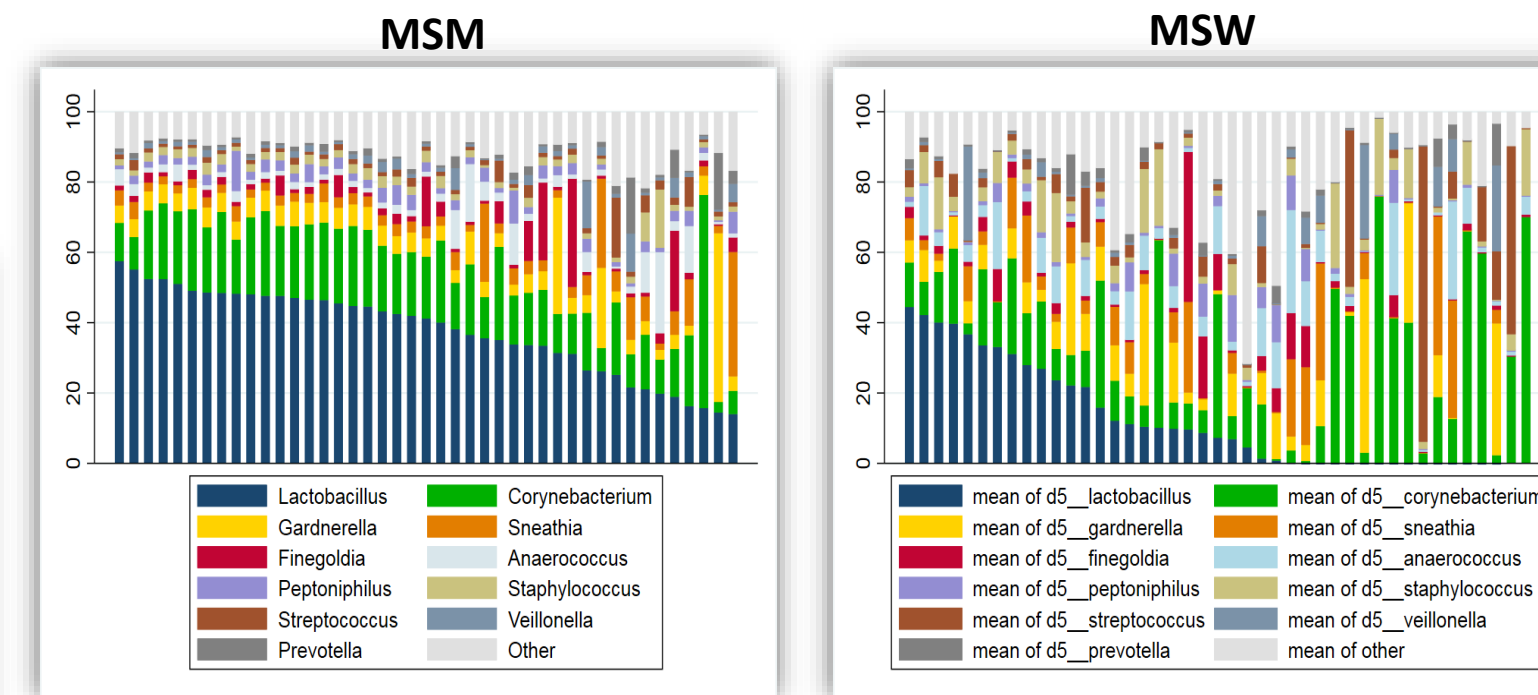 MSM
MSW
100
80
60
40
20
0
Lactobacillus Corynebacterium
Gardnerella Sneathia
Finegoldia Anaerococcus
Peptoniphilus Staphylococcus
Streptococcus Veillonella
Prevotella Other
100
80
60
40
20
0
mean of d5__lactobacillus mean of d5__corynebacterium
mean of d5__gardnerella mean of d5__sneathia
mean of d5__finegoldia mean of d5__anaerococcus
mean of d5__peptoniphilus mean of d5__staphylococcus
mean of d5__streptococcus mean of d5__veillonella
mean of d5__prevotella mean of other